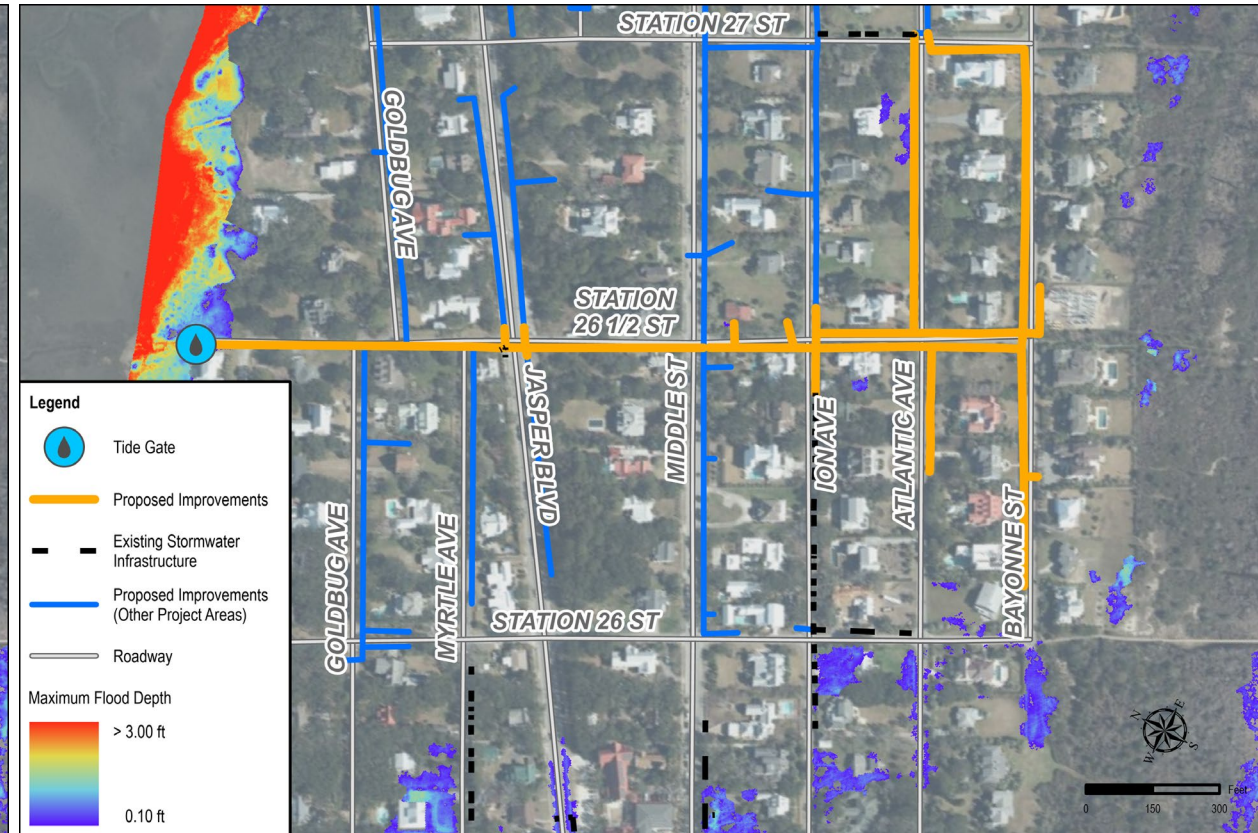 STATION 27 ST
GOLDBUG AVE
STATION
26 1/2 ST
JASPER BLVD
MIDDLE ST
ION AVE
ATLANTIC AVE
BAYONNE ST
GOLDBUG AVE
MYRTLE AVE
STATION 26 ST
Legend
Tide Gate
Proposed Improvements
Existing Stormwater
Infrastructure
Proposed Improvements
(Other Project Areas)
Roadway
Maximum Flood Depth
> 3.00 ft
0.10 ft
N
E
W
S
Feet
0 150 300